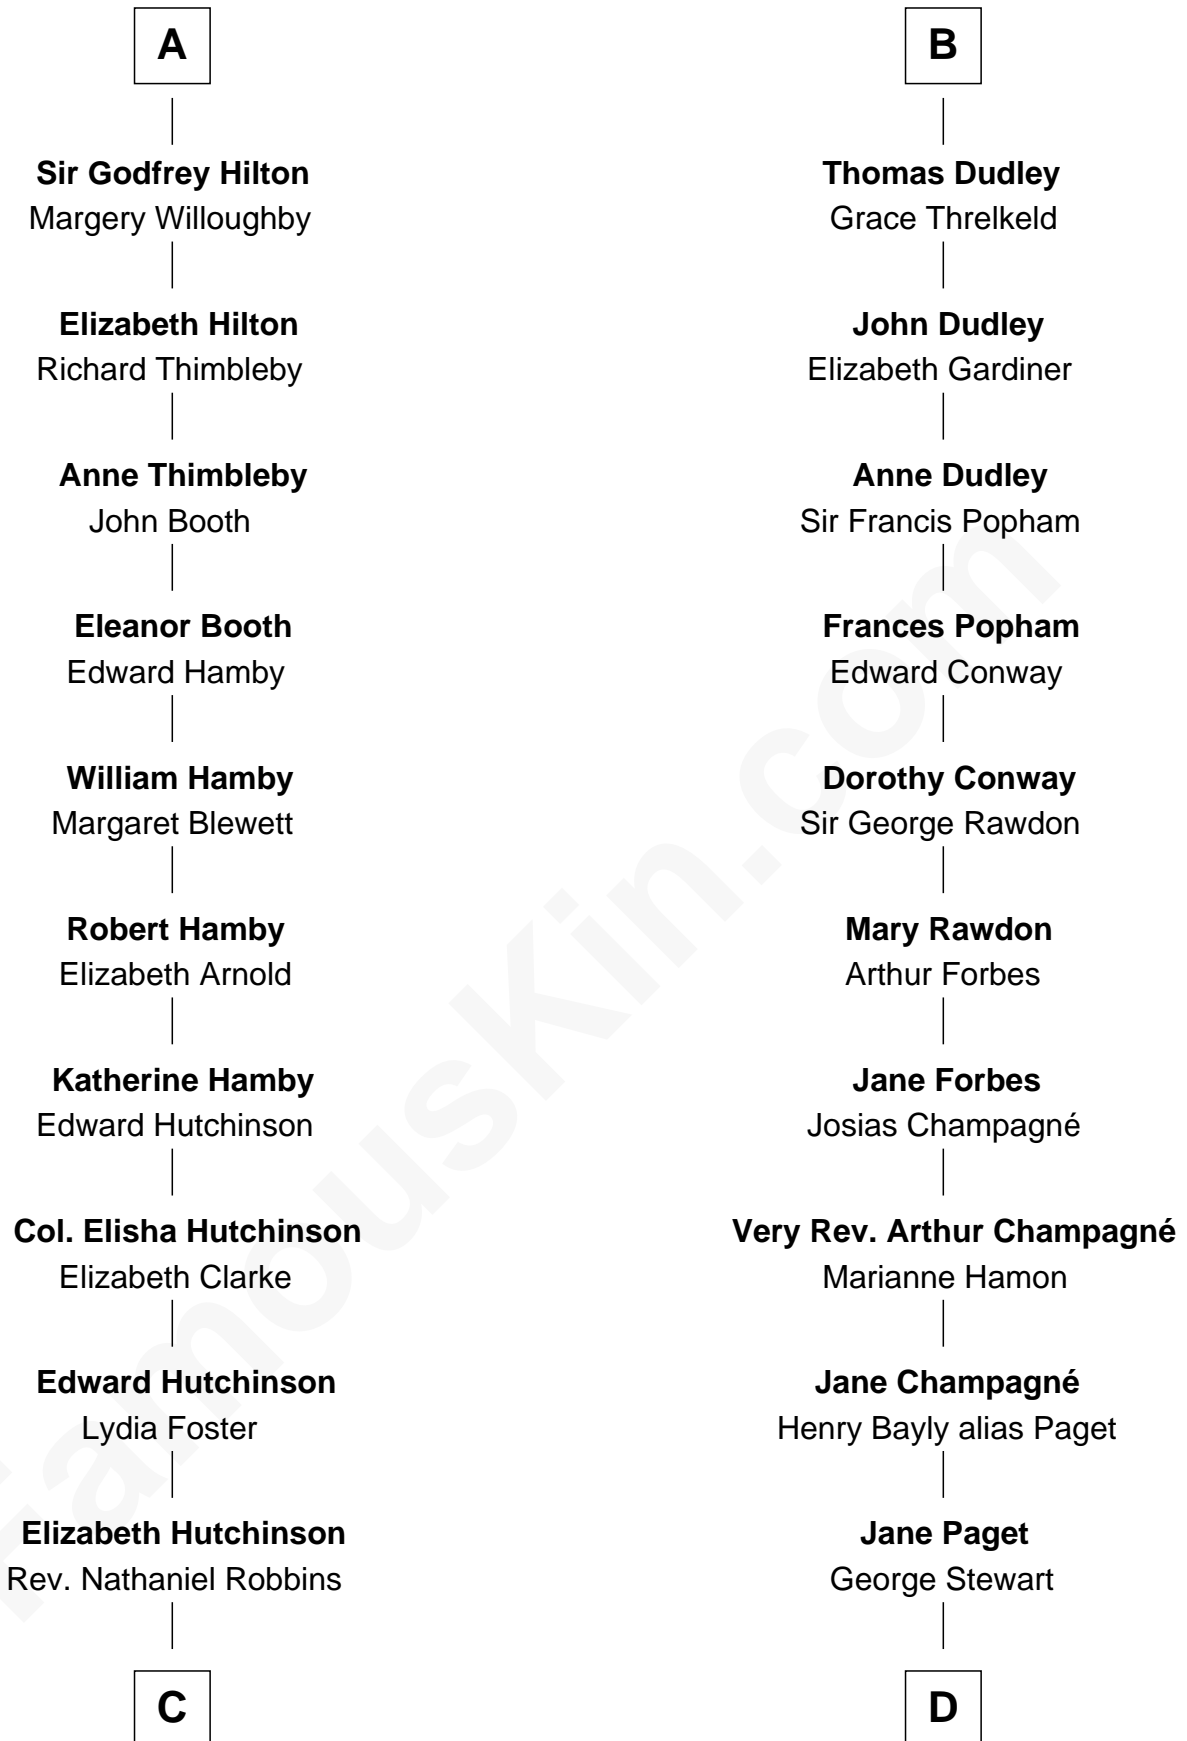 A
Sir Godfrey Hilton
Margery Willoughby
Elizabeth Hilton
Richard Thimbleby
Anne Thimbleby
John Booth
Eleanor Booth
Edward Hamby
William Hamby
Margaret Blewett
Robert Hamby
Elizabeth Arnold
Katherine Hamby
Edward Hutchinson
Col. Elisha Hutchinson
Elizabeth Clarke
Edward Hutchinson
Lydia Foster
Elizabeth Hutchinson
Rev. Nathaniel Robbins
C
B
Thomas Dudley
Grace Threlkeld
John Dudley
Elizabeth Gardiner
Anne Dudley
Sir Francis Popham
Frances Popham
Edward Conway
Dorothy Conway
Sir George Rawdon
Mary Rawdon
Arthur Forbes
Jane Forbes
Josias Champagné
Very Rev. Arthur Champagné
Marianne Hamon
Jane Champagné
Henry Bayly alias Paget
Jane Paget
George Stewart
D
FamousKin.com